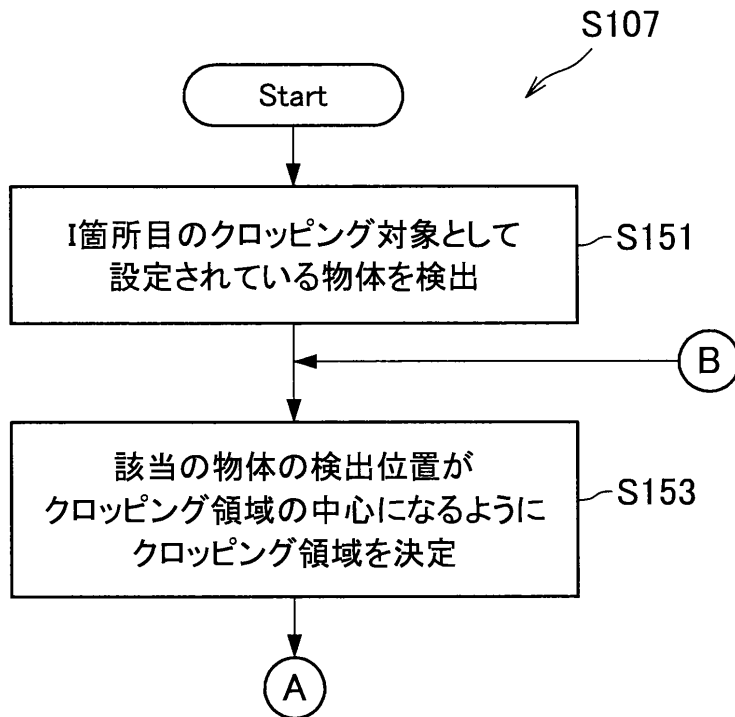 S107
Start
I箇所目のクロッピング対象として
設定されている物体を検出
S151
B
該当の物体の検出位置が
クロッピング領域の中心になるように
クロッピング領域を決定
S153
A